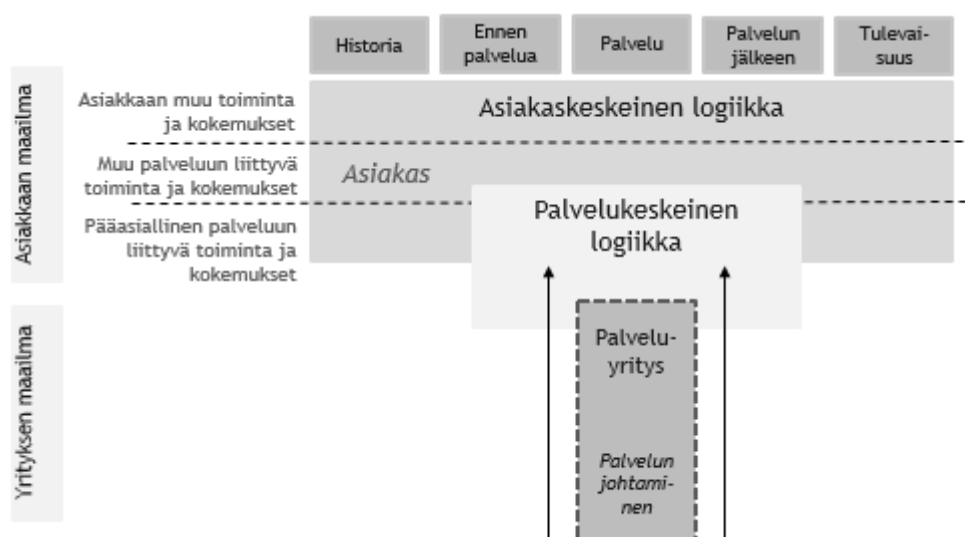 Historia
Ennen
palvelua
Palvelu
Palvelun
jälkeen
Tulevai-
suus
Asiakkaan maailma
Asiakkaan muu toiminta
ja kokemukset
Asiakaskeskeinen logiikka
Muu palveluun liittyvä
toiminta ja kokemukset
Asiakas
Pääasiallinen palveluun
liittyvä toiminta ja
kokemukset
Palvelukeskeinen
logiikka
Yrityksen maailma
Palvelu-
yritys
Palvelun
johtami-
nen